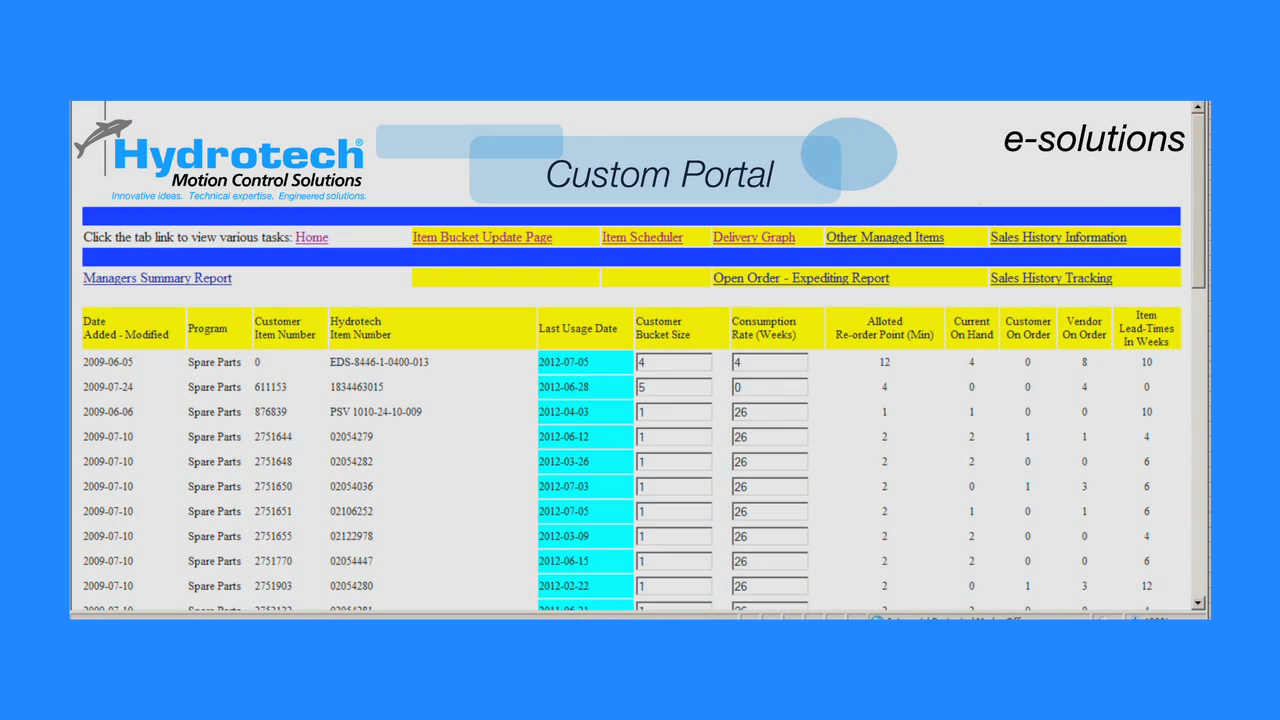 Hydrotech®
Motion Control Solutions
Innovative ideas. Technical expertise. Engineered solutions.
Custom Portal
e-solutions
Click the tab link to view various tasks: Home Item Bucket Update Page Item Scheduler Delivery Graph Other Managed Items Sales History Information
Managers Summary Report Open Order - Expediting Report Sales History Tracking
Date Added - Modified Program Customer Item Number Hydrotech Item Number Last Usage Date Customer Bucket Size Consumption Rate (Weeks) Alloted Re-order Point (Min) Current On Hand Customer On Order Vendor On Order Item Lead-Times In Weeks
2009-06-05 Spare Parts 0 EDS-8446-1-0400-013 2012-07-05 4 4 12 4 0 8 10
2009-07-24 Spare Parts 611153 1834463015 2012-06-28 5 0 4 0 0 4 0
2009-06-06 Spare Parts 876839 PSV 1010-24-10-009 2012-04-03 1 26 1 1 0 0 10
2009-07-10 Spare Parts 2751644 02054279 2012-06-12 1 26 2 2 1 1 4
2009-07-10 Spare Parts 2751648 02054282 2012-03-26 1 26 2 2 0 0 6
2009-07-10 Spare Parts 2751650 02054036 2012-07-03 1 26 2 0 1 3 6
2009-07-10 Spare Parts 2751651 02106252 2012-07-05 1 26 2 1 0 1 6
2009-07-10 Spare Parts 2751655 02122978 2012-03-09 1 26 2 2 0 0 4
2009-07-10 Spare Parts 2751770 02054447 2012-06-15 1 26 2 2 0 0 6
2009-07-10 Spare Parts 2751903 02054280 2012-02-22 1 26 2 0 1 3 12